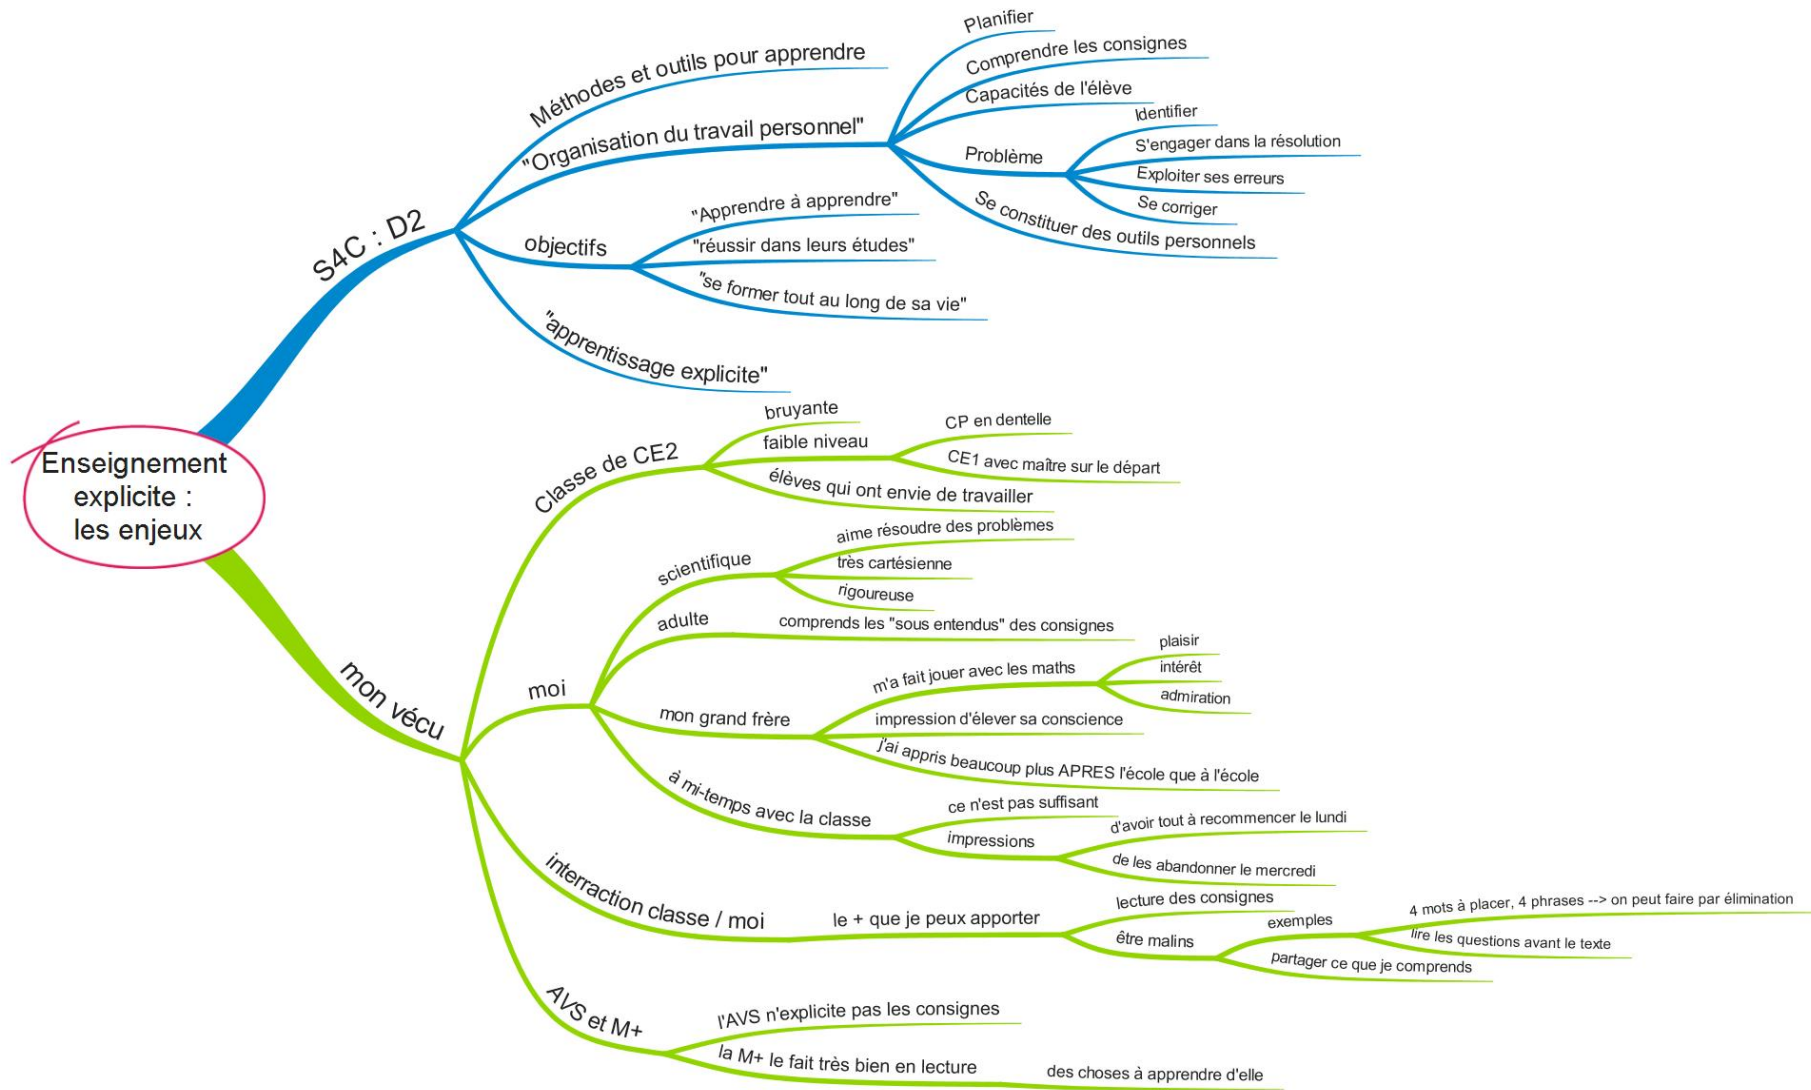 Enseignement
explicite :
les enjeux
S4C : D2
Méthodes et outils pour apprendre
"Organisation du travail personnel"
Planifier
Comprendre les consignes
Capacités de l'élève
Problème
Identifier
S'engager dans la résolution
Exploiter ses erreurs
Se corriger
Se constituer des outils personnels
objectifs
"Apprendre à apprendre"
"réussir dans leurs études"
"se former tout au long de sa vie"
"apprentissage explicite"
mon vécu
Classe de CE2
bruyante
faible niveau
CP en dentelle
CE1 avec maître sur le départ
élèves qui ont envie de travailler
moi
scientifique
aime résoudre des problèmes
très cartésienne
rigoureuse
adulte
comprends les "sous entendus" des consignes
mon grand frère
m'a fait jouer avec les maths
plaisir
intérêt
admiration
impression d'élever sa conscience
j'ai appris beaucoup plus APRES l'école que à l'école
à mi-temps avec la classe
ce n'est pas suffisant
impressions
d'avoir tout à recommencer le lundi
de les abandonner le mercredi
interraction classe / moi
le + que je peux apporter
lecture des consignes
être malins
exemples
4 mots à placer, 4 phrases --> on peut faire par élimination
lire les questions avant le texte
partager ce que je comprends
AVS et M+
l'AVS n'explicite pas les consignes
la M+ le fait très bien en lecture
des choses à apprendre d'elle